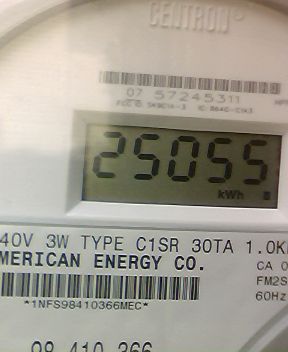 CENTRON®
07 57245311
25055
kWh
40V 3W TYPE C1SR 30TA 1.0K
MERICAN ENERGY CO.
CA 0
FM2S
60Hz
*1NFS98410366MEC*
98 410 366